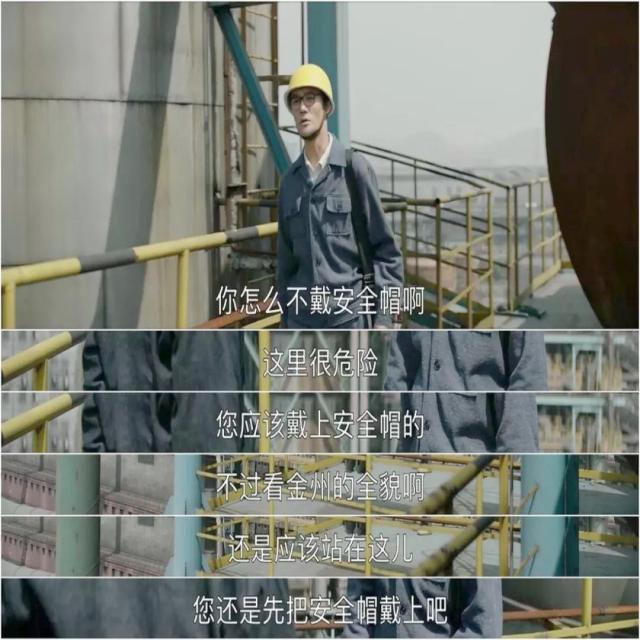 你怎么不戴安全帽啊
这里很危险
您应该戴上安全帽的
不过看金州的全貌啊
还是应该站在这儿
您还是先把安全帽戴上吧